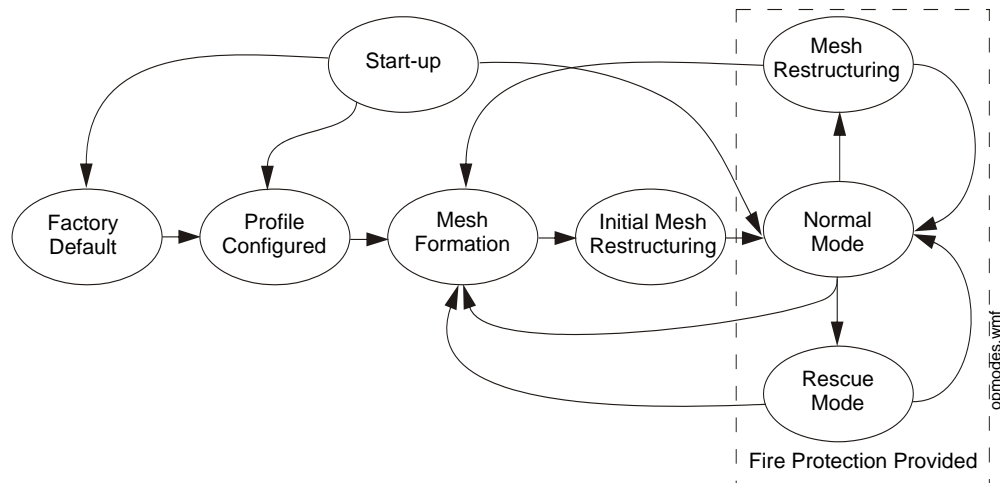 Start-up
Mesh
Restructuring
Factory
Default
Profile
Configured
Mesh
Formation
Initial Mesh
Restructuring
Normal
Mode
Rescue
Mode
Fire Protection Provided
opmodes.wmf